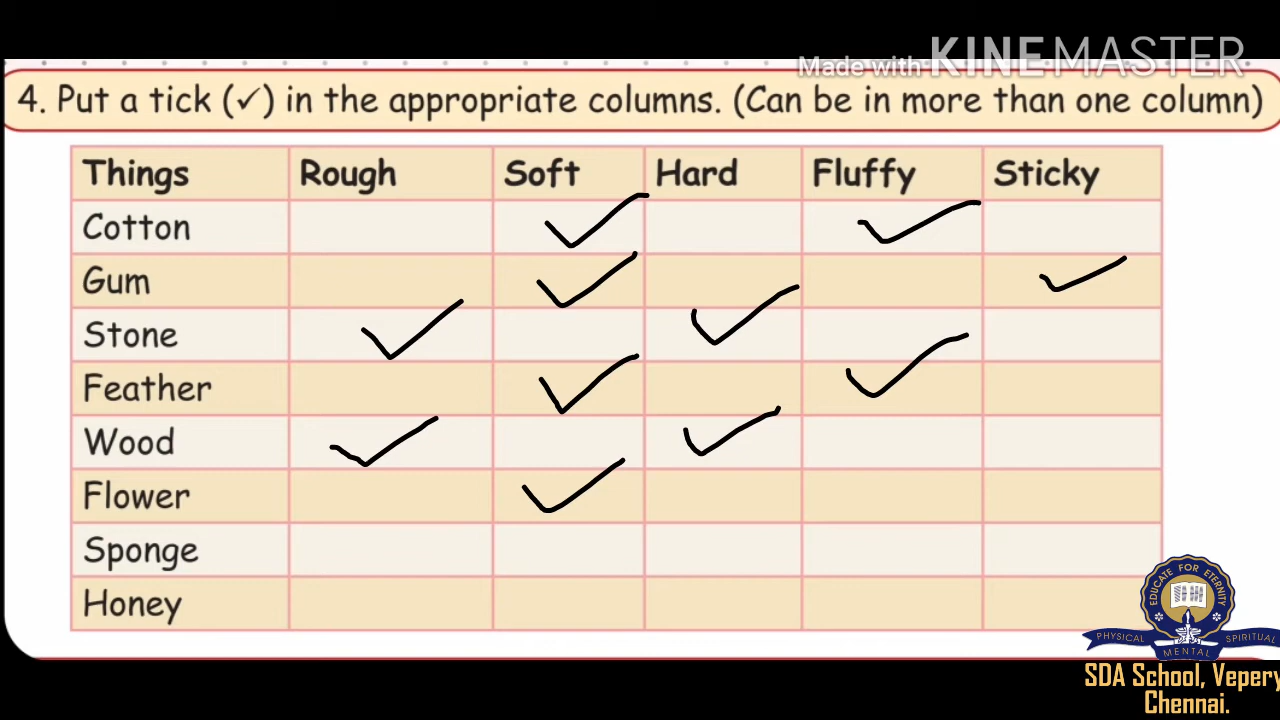 Made with KINEMASTER
4. Put a tick (✓) in the appropriate columns. (Can be in more than one column)
Things Rough Soft Hard Fluffy Sticky
Cotton ✓ ✓
Gum ✓ ✓
Stone ✓ ✓
Feather ✓ ✓
Wood ✓ ✓
Flower ✓
Sponge
Honey
EDUCATE FOR ETERNITY
PHYSICAL MENTAL SPIRITUAL
SDA School, Vepery
Chennai.